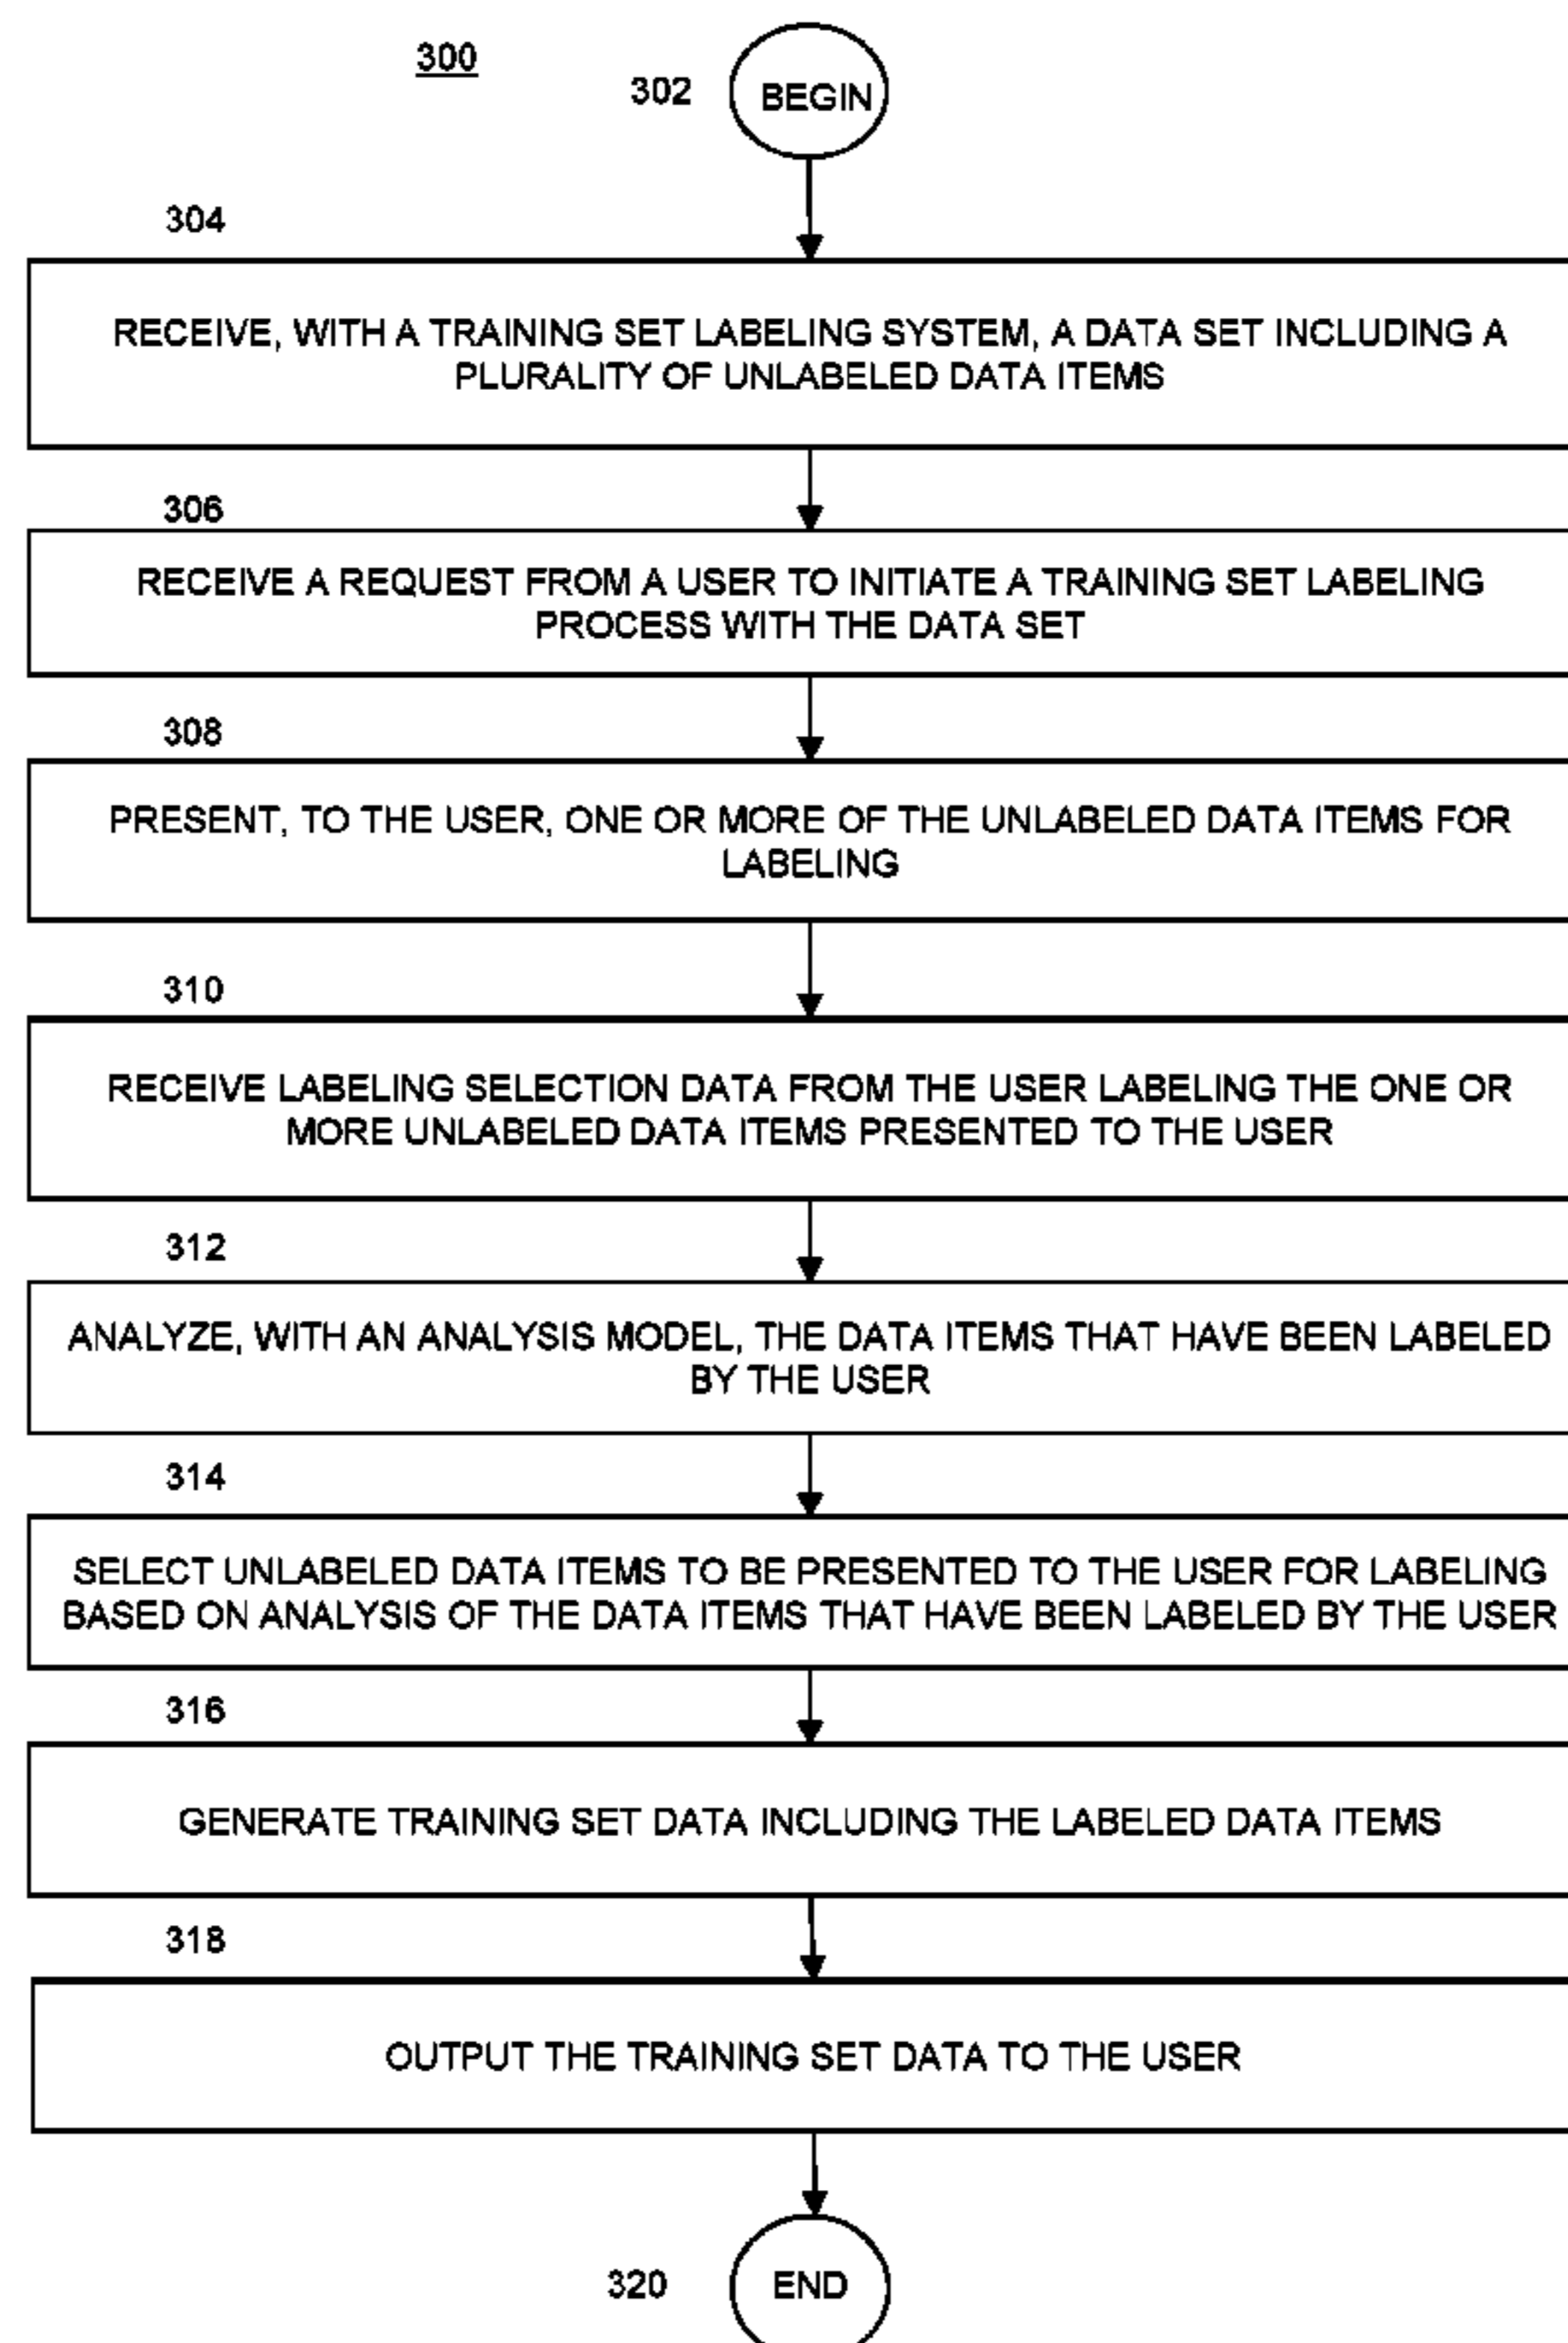 300
302
BEGIN
304
RECEIVE, WITH A TRAINING SET LABELING SYSTEM, A DATA SET INCLUDING A
PLURALITY OF UNLABELED DATA ITEMS
306
RECEIVE A REQUEST FROM A USER TO INITIATE A TRAINING SET LABELING
PROCESS WITH THE DATA SET
308
PRESENT, TO THE USER, ONE OR MORE OF THE UNLABELED DATA ITEMS FOR
LABELING
310
RECEIVE LABELING SELECTION DATA FROM THE USER LABELING THE ONE OR
MORE UNLABELED DATA ITEMS PRESENTED TO THE USER
312
ANALYZE, WITH AN ANALYSIS MODEL, THE DATA ITEMS THAT HAVE BEEN LABELED
BY THE USER
314
SELECT UNLABELED DATA ITEMS TO BE PRESENTED TO THE USER FOR LABELING
BASED ON ANALYSIS OF THE DATA ITEMS THAT HAVE BEEN LABELED BY THE USER
316
GENERATE TRAINING SET DATA INCLUDING THE LABELED DATA ITEMS
318
OUTPUT THE TRAINING SET DATA TO THE USER
320
END